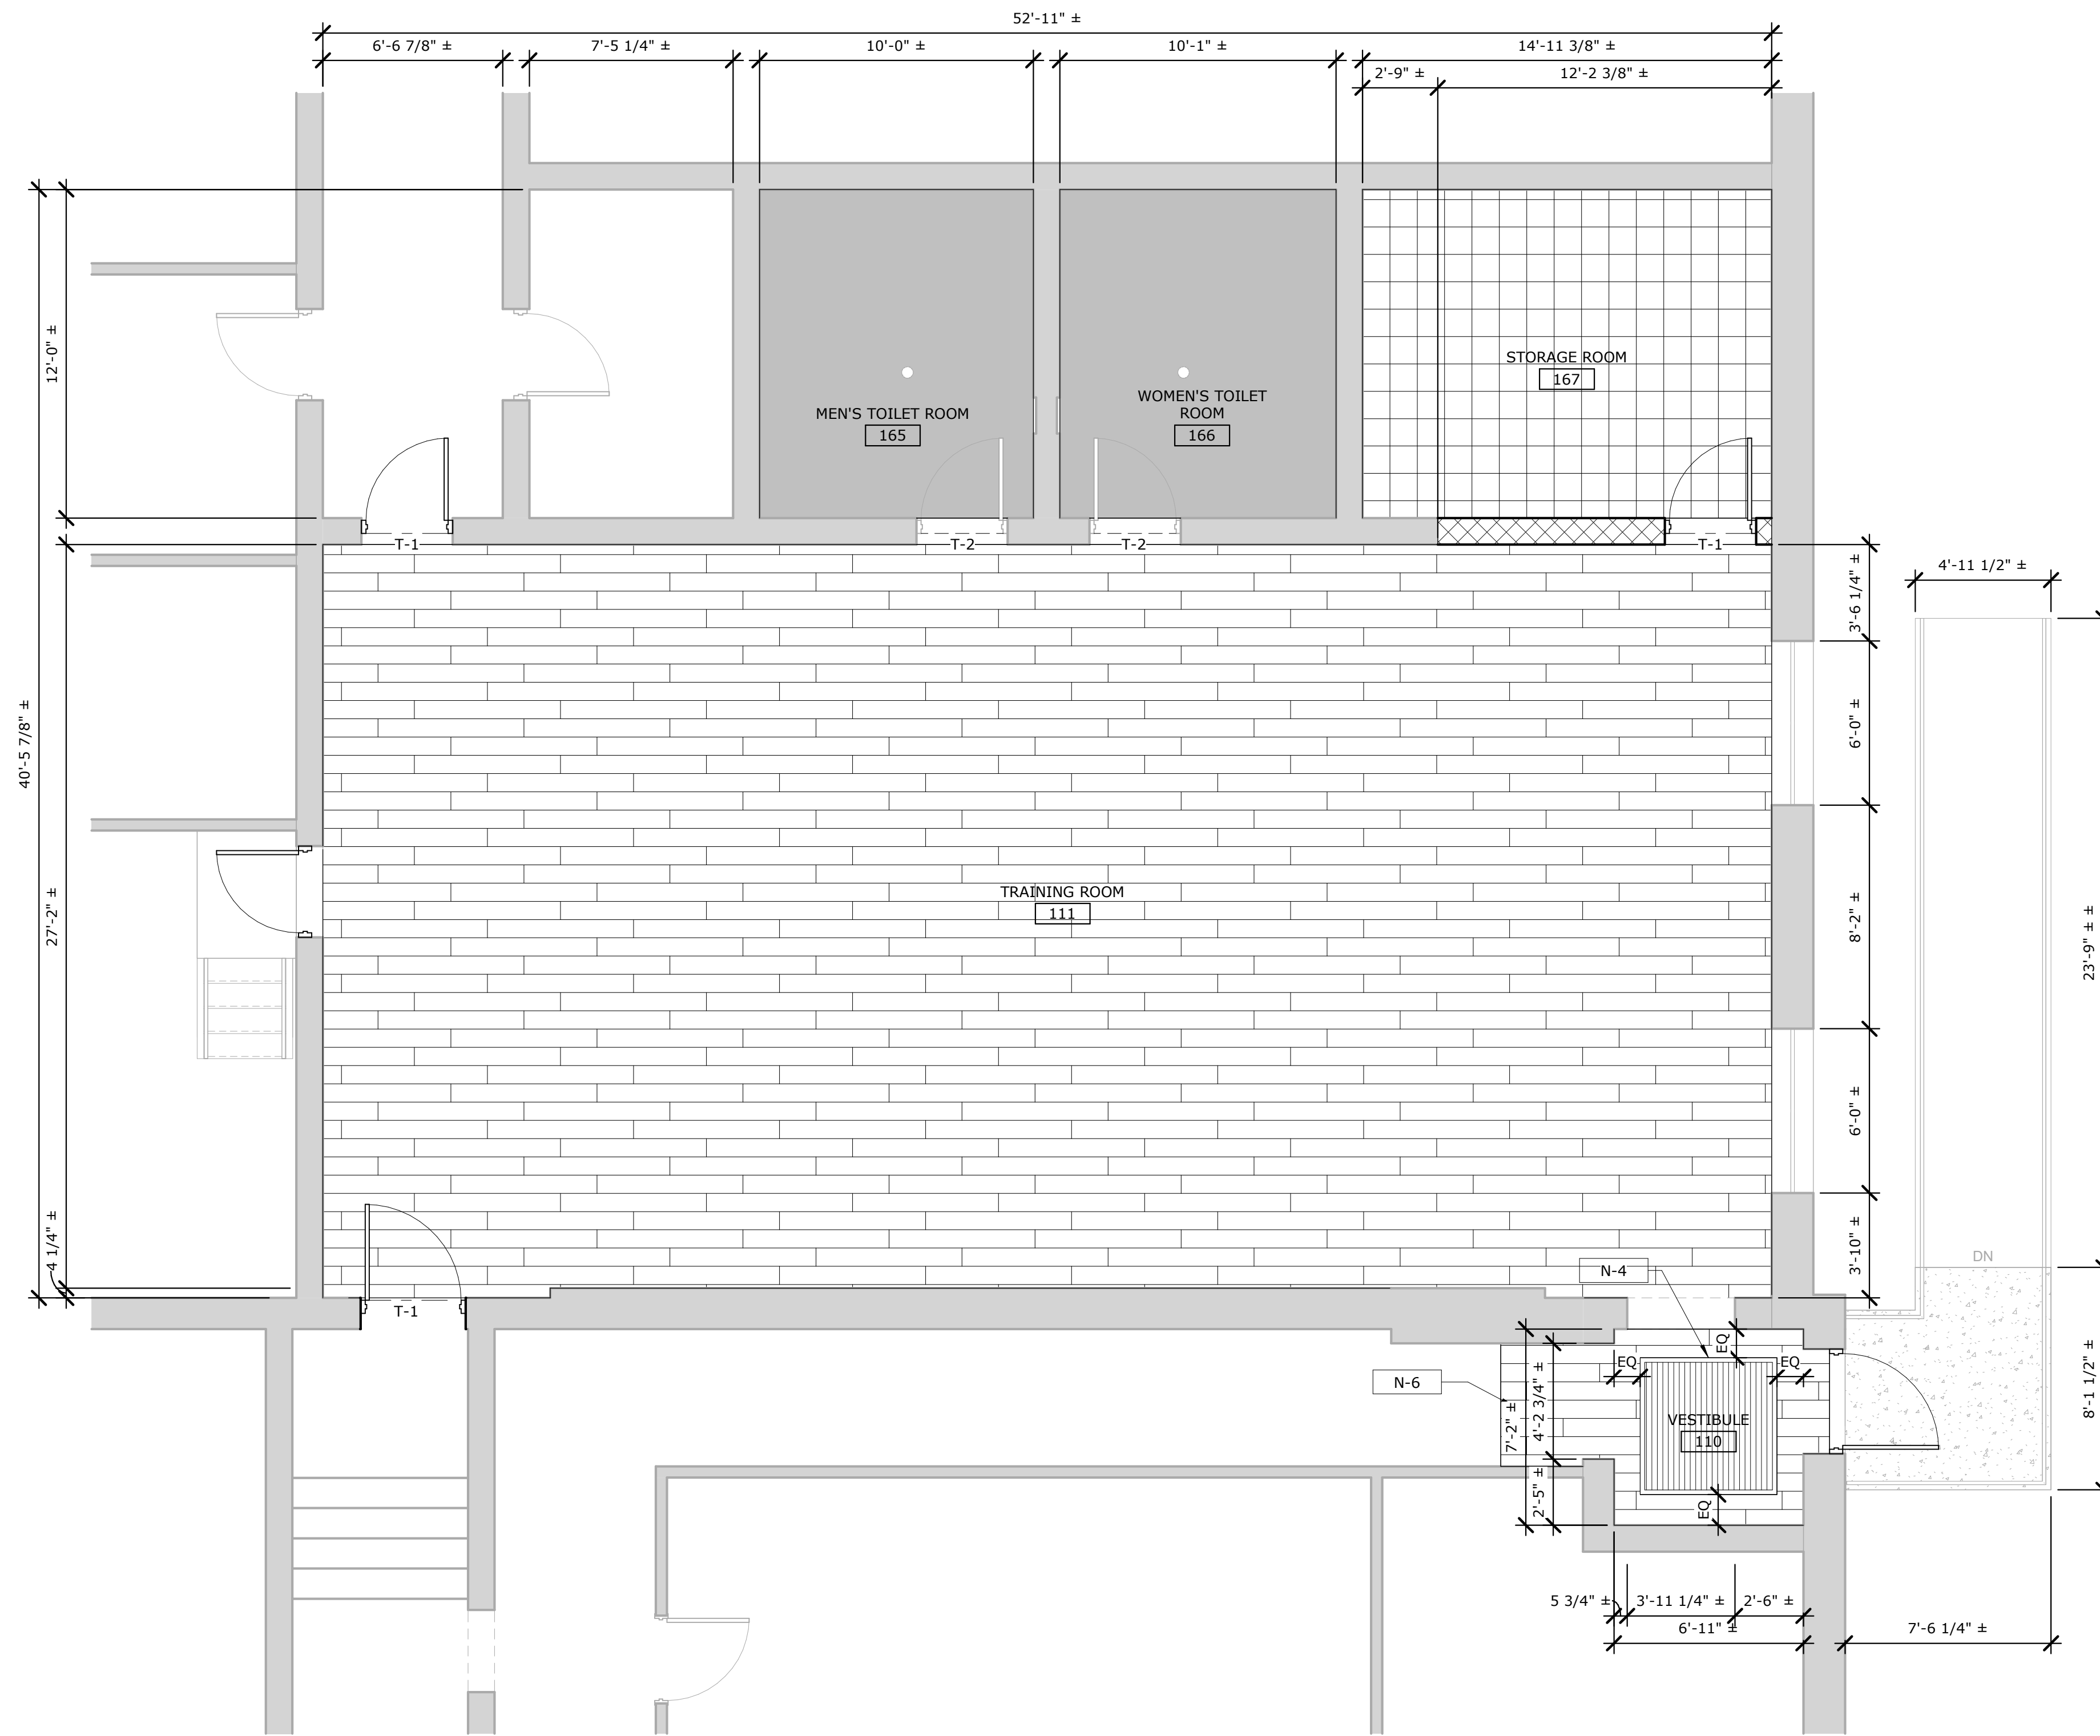 52'-11" ±
6'-6 7/8" ±
7'-5 1/4" ±
10'-0" ±
10'-1" ±
14'-11 3/8" ±
2'-9" ±
12'-2 3/8" ±
12'-0" ±
40'-5 7/8" ±
27'-2" ±
4 1/4" ±
MEN'S TOILET ROOM
165
WOMEN'S TOILET
ROOM
166
STORAGE ROOM
167
T-1
T-2
T-2
T-1
3'-6 1/4" ±
6'-0" ±
8'-2" ±
6'-0" ±
3'-10" ±
4'-11 1/2" ±
23'-9" ± ±
8'-1 1/2" ±
TRAINING ROOM
111
DN
N-4
T-1
N-6
EQ
EQ
EQ
EQ
VESTIBULE
110
7'-2" ±
4'-2 3/4" ±
2'-5" ±
5 3/4" ±
3'-11 1/4" ±
2'-6" ±
6'-11" ±
7'-6 1/4" ±